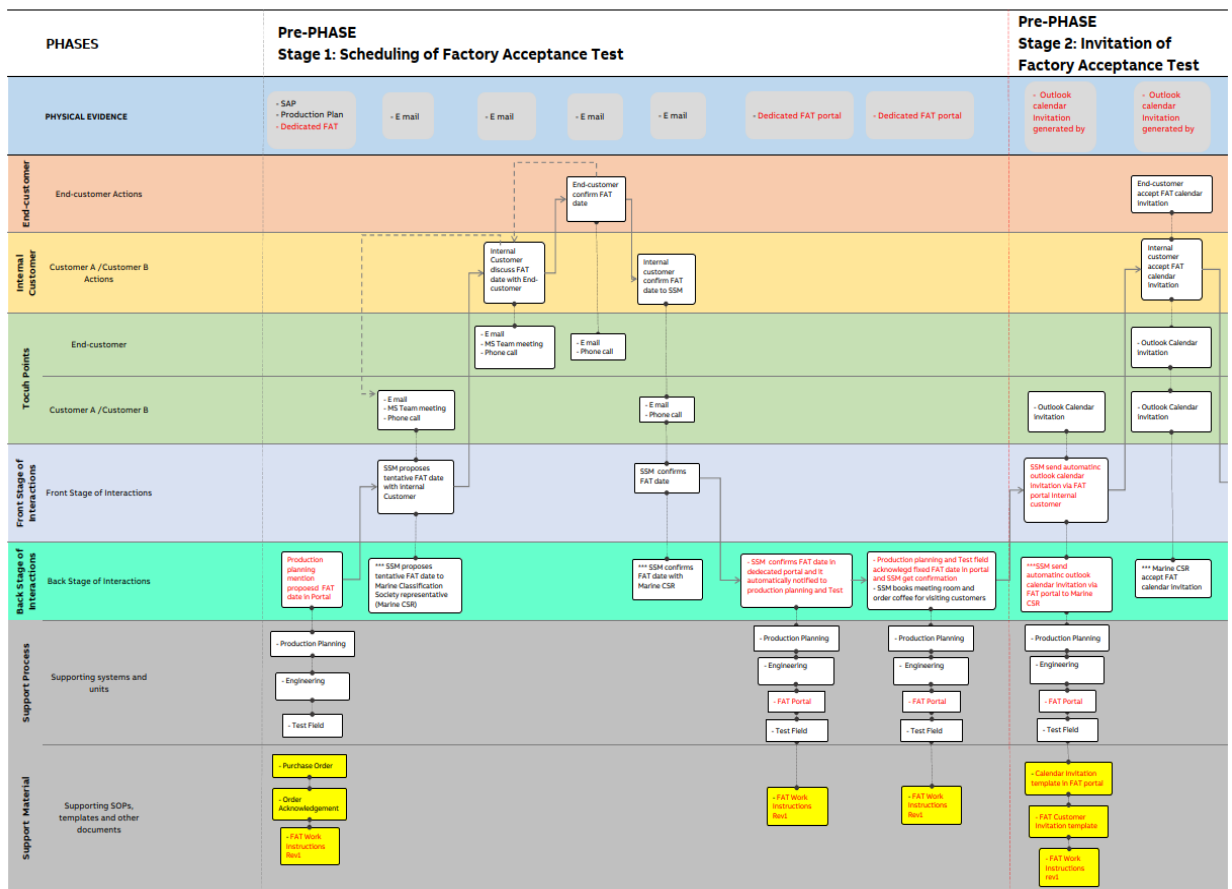 PHASES
Pre-PHASE
Stage 1: Scheduling of Factory Acceptance Test
Pre-PHASE
Stage 2: Invitation of
Factory Acceptance Test
PHYSICAL EVIDENCE
- SAP
- Production Plan
- Dedicated FAT
- E mail
- E mail
- E mail
- E mail
- Dedicated FAT portal
- Dedicated FAT portal
- Outlook
calendar
Invitation
generated by
- Outlook
calendar
Invitation
generated by
End-customer
End-customer Actions
End-customer
confirm FAT
date
End-customer
accept FAT calendar
invitation
Internal
Customer
Customer A /Customer B
Actions
Internal
Customer
discuss FAT
date with End-
customer
Internal
customer
confirm FAT
date to SSM
Internal
customer
accept FAT
calendar
invitation
Tocuh Points
End-customer
- E mail
- MS Team meeting
- Phone call
- E mail
- Phone call
- Outlook Calendar
Invitation
Customer A /Customer B
- E mail
- MS Team meeting
- Phone call
- E mail
- Phone call
- Outlook Calendar
Invitation
- Outlook Calendar
Invitation
Front Stage of
Interactions
Front Stage of Interactions
SSM proposes
tentative FAT date
with internal
Customer
SSM confirms
FAT date
SSM send automatinc
outlook calendar
Invitation via FAT
portal Internal
customer
Back Stage of
Interactions
Back Stage of Interactions
Production
planning
mention
propoesd FAT
date in Portal
*** SSM proposes
tentative FAT date to
Marine Classification
Society representative
(Marine CSR)
*** SSM confirms
FAT date with
Marine CSR
- SSM confirms FAT date in
dedecated portal and it
automatically notified to
production planning and Test
- Production planning and Test field
acknowlegd fixed FAT date in portal
and SSM get confirmation
- SSM books meeting room and
order coffee for visiting customers
***SSM send
automatinc outlook
calendar Invitation via
FAT portal to Marine
CSR
*** Marine CSR
accept FAT
calendar invitation
Support Process
Supporting systems and
units
- Production Planning
- Engineering
- Test Field
- Production Planning
- Engineering
- FAT Portal
- Test Field
- Production Planning
- Engineering
- FAT Portal
- Test Field
- Production Planning
- Engineering
- FAT Portal
- Test Field
Support Material
Supporting SOPs,
templates and other
documents
- Purchase Order
- Order
Acknowledgement
- FAT Work
Instructions
Rev1
- FAT Work
Instructions
Rev1
- FAT Work
Instructions
Rev1
- Calendar Invitation
template in FAT portal
- FAT Customer
Invitation template
- FAT Work
Instructions
rev1